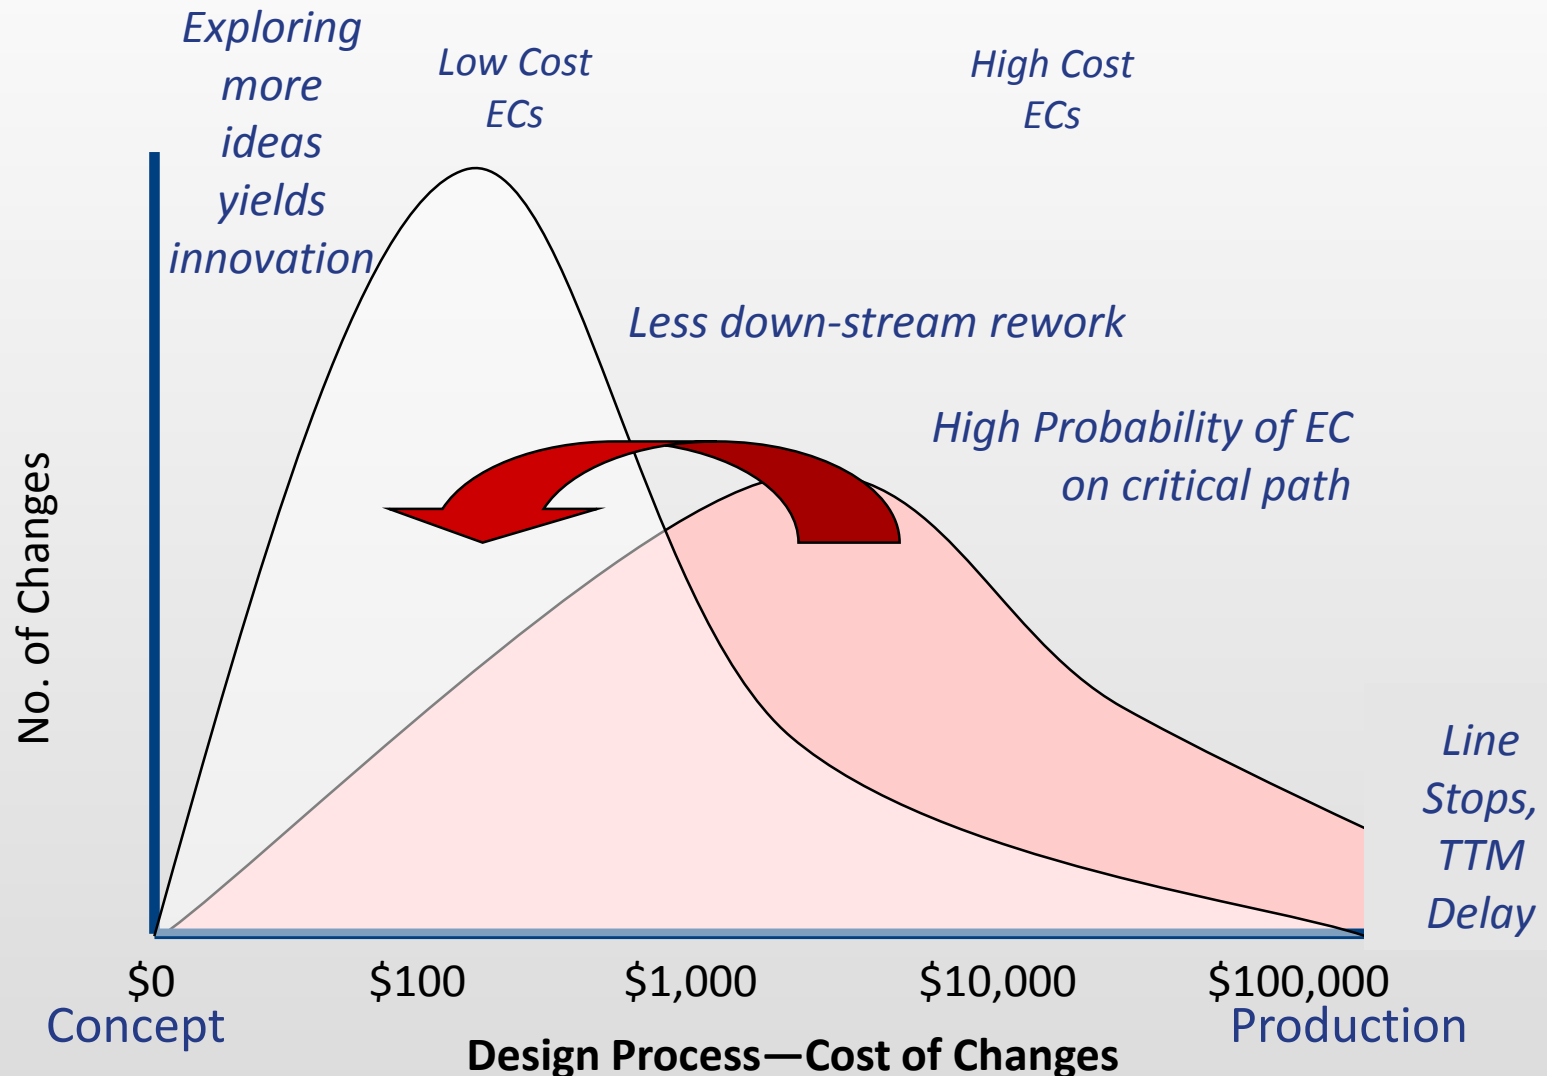 Exploring
more
ideas
yields
innovation
Low Cost
ECs
High Cost
ECs
Less down-stream rework
High Probability of EC
on critical path
No. of Changes
Line
Stops,
TTM
Delay
$0
$100
$1,000
$10,000
$100,000
Concept
Production
Design Process—Cost of Changes